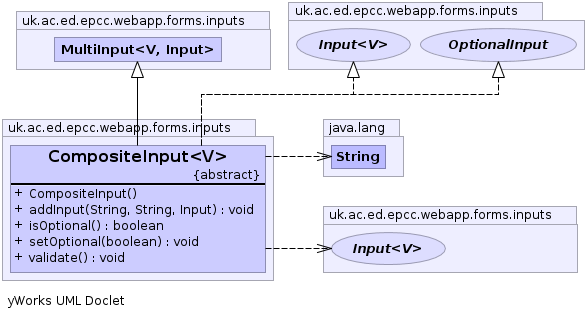 uk.ac.ed.epcc.webapp.forms.inputs
MultiInput<V, Input>
uk.ac.ed.epcc.webapp.forms.inputs
Input<V>
OptionalInput
uk.ac.ed.epcc.webapp.forms.inputs
CompositeInput<V>
{abstract}
+ CompositeInput()
+ addInput(String, String, Input) : void
+ isOptional() : boolean
+ setOptional(boolean) : void
+ validate() : void
java.lang
String
uk.ac.ed.epcc.webapp.forms.inputs
Input<V>
yWorks UML Doclet